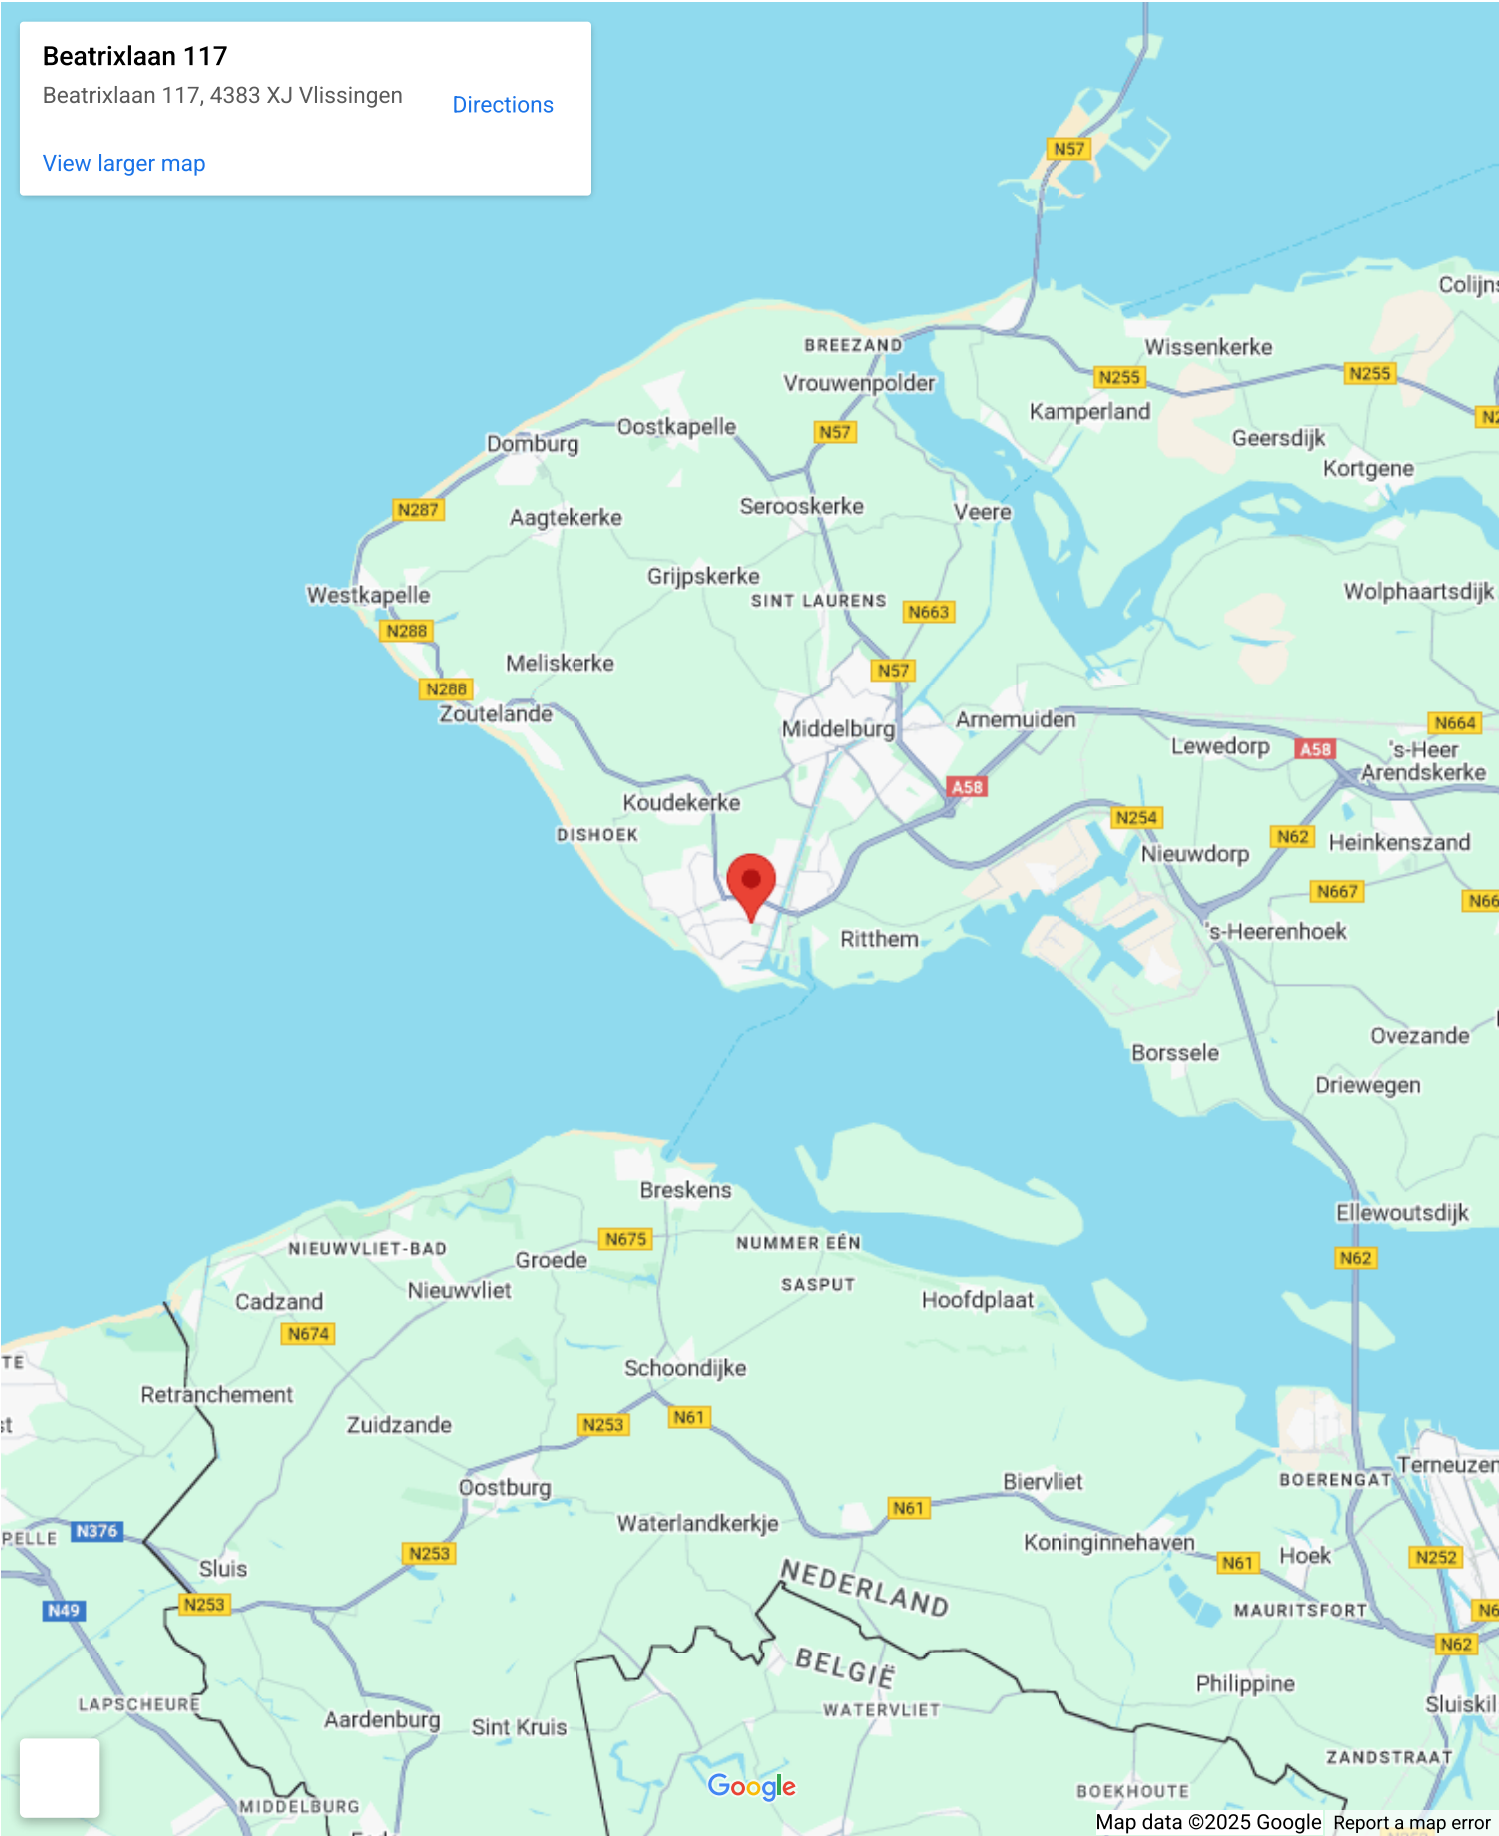 Beatrixlaan 117
Beatrixlaan 117, 4383 XJ Vlissingen
Directions
View larger map
N57
Colijns
BREEZAND
Wissenkerke
Vrouwenpolder
N255
N255
Kamperland
Oostkapelle
N57
Domburg
Geersdijk
Kortgene
N287
Serooskerke
Veere
Aagtekerke
Grijpskerke
Westkapelle
SINT LAURENS
N663
Wolphaartsdijk
N288
Meliskerke
N57
N288
Zoutelande
Middelburg
Arnemuiden
N664
Lewedorp
A58
's-Heer
Arendskerke
A58
Koudekerke
N254
DISHOEK
N62
Heinkenszand
Nieuwdorp
N667
N66
's-Heerenhoek
Ritthem
Ovezande
Borssele
Driewegen
Breskens
Ellewoutsdijk
N675
NUMMER EÉN
NIEUWVLIET-BAD
Groede
N62
SASPUT
Nieuwvliet
Cadzand
Hoofdplaat
N674
TE
Schoondijke
Retranchement
N61
st
Zuidzande
N253
Terneuzen
BOERENGAT
Biervliet
Oostburg
N61
Waterlandkerkje
N376
PELLE
Koninginnehaven
N253
Hoek
N252
N61
Sluis
NEDERLAND
N253
N49
MAURITSFORT
N6
N62
BELGIË
Philippine
LAPSCHEURE
WATERVLIET
Sluiskil
Aardenburg
Sint Kruis
ZANDSTRAAT
Google
BOEKHOUTE
MIDDELBURG
Map data ©2025 Google
Report a map error